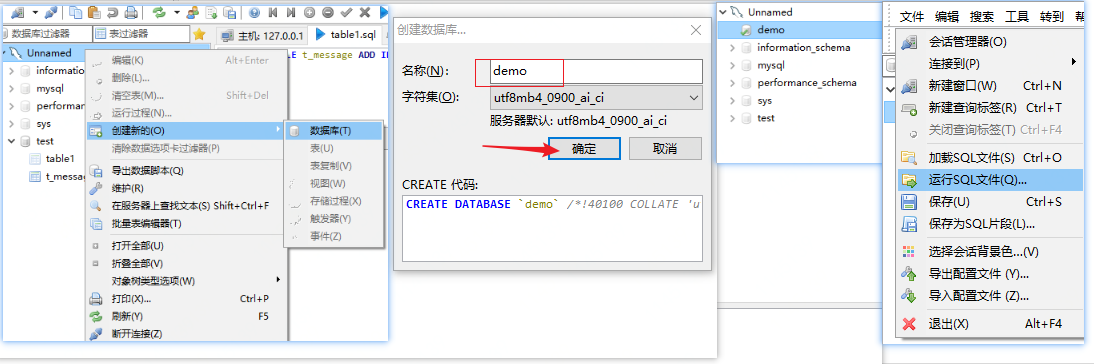 数据库过滤器
表过滤器
主机: 127.0.0.1
table1.sql
Unnamed
LE t_message ADD IN
information
mysql
performan
sys
test
table1
t_messag
编辑(K) Alt+Enter
删除(L)...
清空表(M)... Shift+Del
运行过程(N)...
创建新的(O)
清除数据选项卡过滤器(P)
导出数据脚本(Q)
维护(R)
在服务器上查找文本(S) Shift+Ctrl+F
批量表编辑器(T)
打开全部(U)
折叠全部(V)
对象树类型选项(W)
打印(X)... Ctrl+P
刷新(Y) F5
断开连接(Z)
数据库(T)
表(U)
表复制(V)
视图(W)
存储过程(X)
触发器(Y)
事件(Z)
创建数据库...
名称(N):
demo
字符集(O):
utf8mb4_0900_ai_ci
服务器默认: utf8mb4_0900_ai_ci
确定
取消
CREATE 代码:
CREATE DATABASE `demo` /*!40100 COLLATE 'u
Unnamed
demo
information_schema
mysql
performance_schema
sys
test
文件 编辑 搜索 工具 转到
会话管理器(O)
连接到(P)
新建窗口(W) Ctrl+N
新建查询标签(R) Ctrl+T
关闭查询标签(T) Ctrl+F4
加载SQL文件(S) Ctrl+O
运行SQL文件(Q)...
保存(U) Ctrl+S
保存为SQL片段(L)...
选择会话背景色...(V)
导出配置文件 (Y)...
导入配置文件 (Z)...
退出(X) Alt+F4